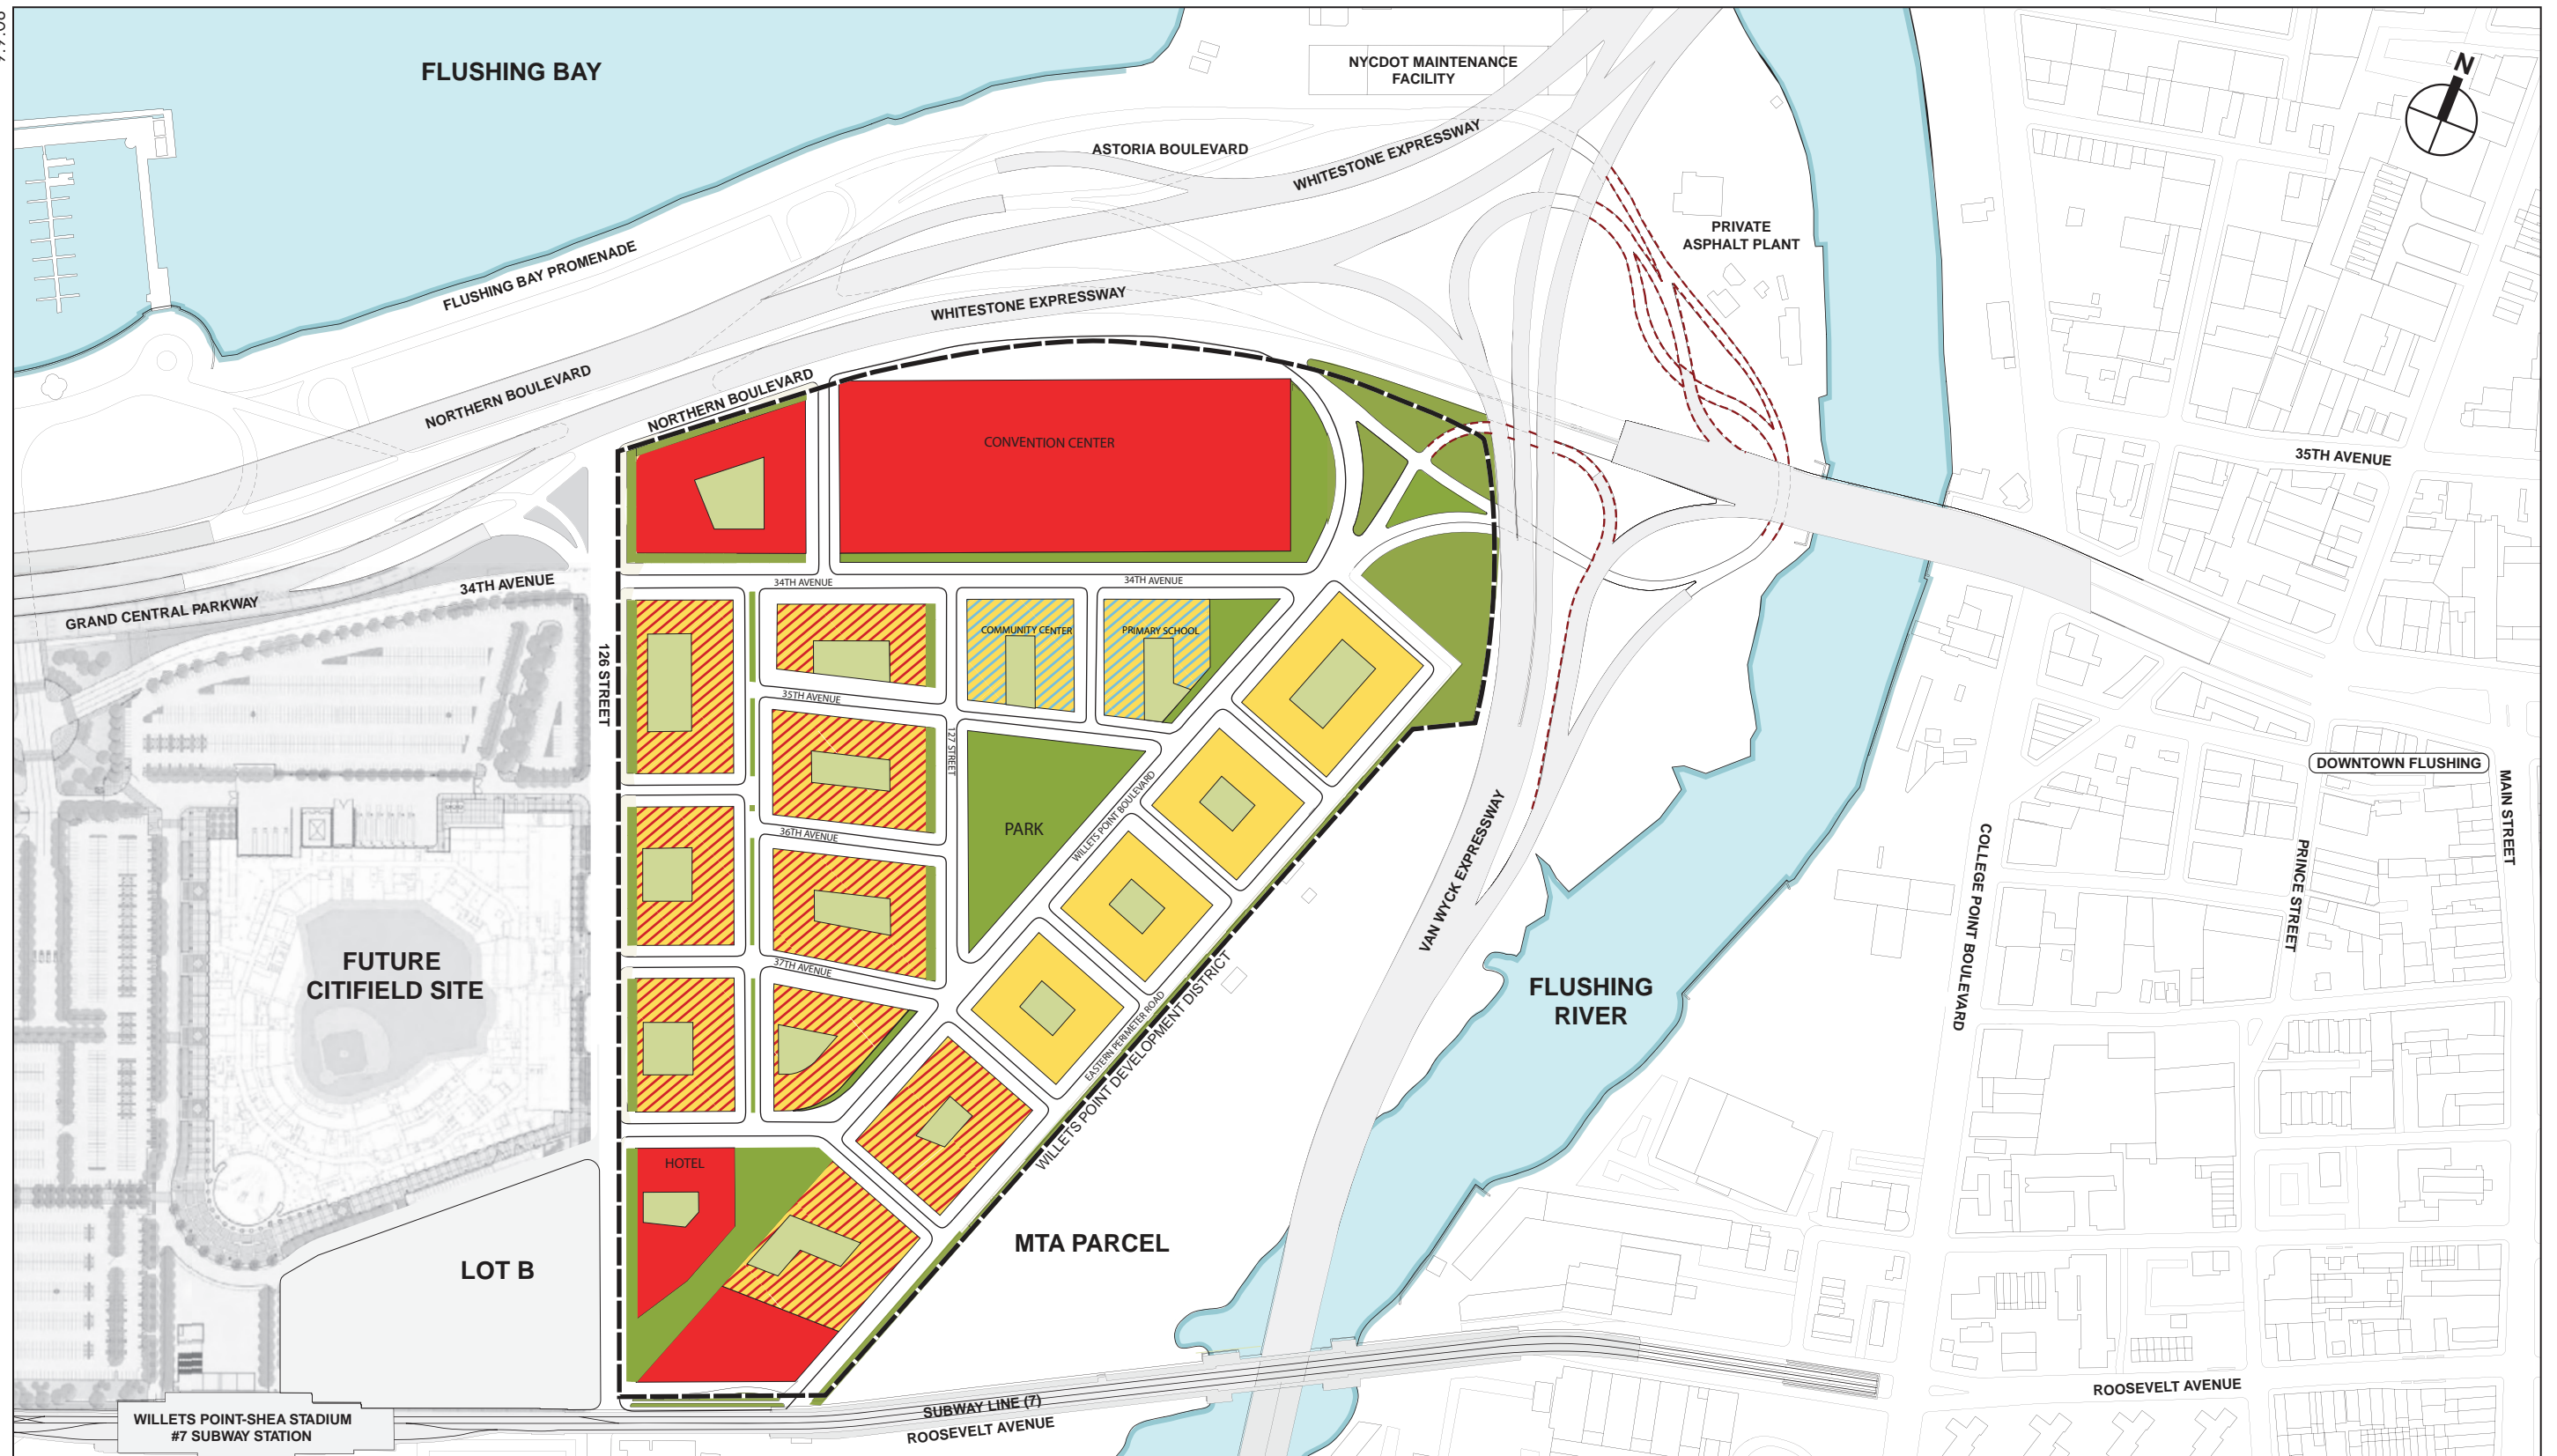 FLUSHING BAY
NYCDOT MAINTENANCE
FACILITY
N
ASTORIA BOULEVARD
WHITESTONE EXPRESSWAY
PRIVATE
ASPHALT PLANT
FLUSHING BAY PROMENADE
WHITESTONE EXPRESSWAY
NORTHERN BOULEVARD
NORTHERN BOULEVARD
CONVENTION CENTER
35TH AVENUE
34TH AVENUE
GRAND CENTRAL PARKWAY
34TH AVENUE
34TH AVENUE
126 STREET
COMMUNITY CENTER
PRIMARY SCHOOL
35TH AVENUE
127 STREET
WILLETS POINT BOULEVARD
PARK
36TH AVENUE
37TH AVENUE
DOWNTOWN FLUSHING
MAIN STREET
PRINCE STREET
COLLEGE POINT BOULEVARD
VAN WYCK EXPRESSWAY
FUTURE
CITIFIELD SITE
FLUSHING
RIVER
EASTERN PERIMETER ROAD
WILLETS POINT DEVELOPMENT DISTRICT
HOTEL
LOT B
MTA PARCEL
WILLETS POINT-SHEA STADIUM
#7 SUBWAY STATION
SUBWAY LINE (7)
ROOSEVELT AVENUE
ROOSEVELT AVENUE